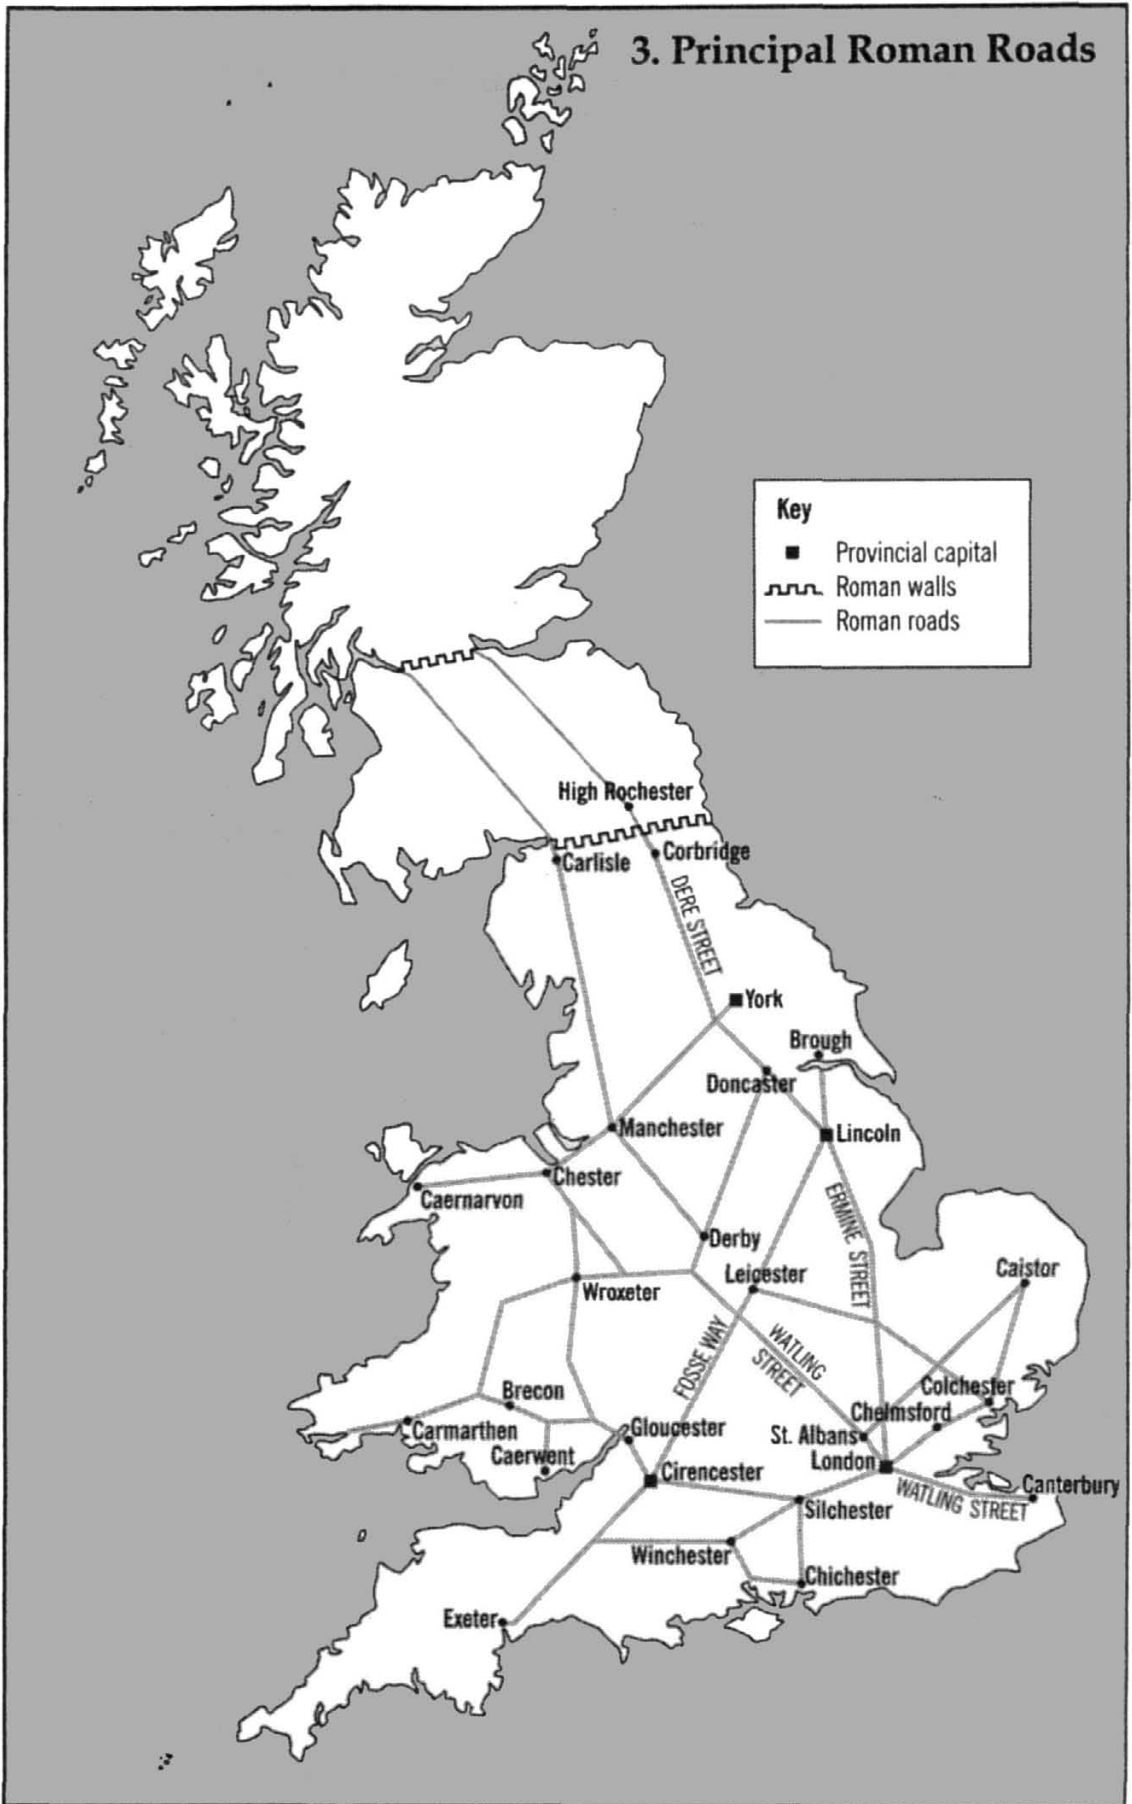 3. Principal Roman Roads
Key
Provincial capital
Roman walls
Roman roads
High Rochester
Carlisle
Corbridge
DERE STREET
York
Brough
Doncaster
Manchester
Lincoln
Chester
Caernarvon
ERMINE STREET
Derby
Leicester
Caistor
Wroxeter
FOSSE WAY
WATLING
STREET
Brecon
Colchester
Chelmsford
Carmarthen
Gloucester
St. Albans
Caerwent
London
Cirencester
Canterbury
WATLING STREET
Silchester
Winchester
Chichester
Exeter